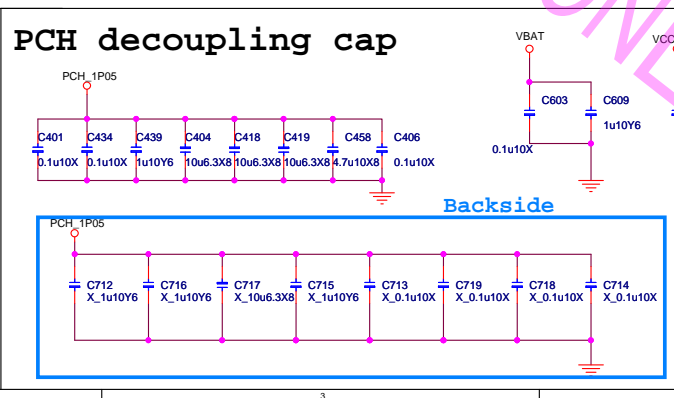 PCH decoupling cap
VBAT
VCC
PCH_1P05
C401 C434 C439 C404 C418 C419 C458 C406
0.1u10X 0.1u10X 1u10Y6 10u6.3X8 10u6.3X8 10u6.3X8 4.7u10X8 0.1u10X
C603 C609
1u10Y6
0.1u10X
Backside
PCH_1P05
C712 C716 C717 C715 C713 C719 C718 C714
X_1u10Y6 X_1u10Y6 X_10u6.3X8 X_1u10Y6 X_0.1u10X X_0.1u10X X_0.1u10X X_0.1u10X
3